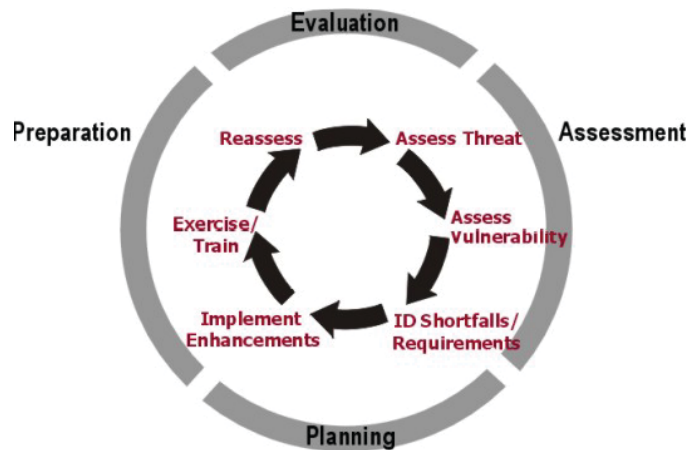 Evaluation
Preparation
Assessment
Reassess
Assess Threat
Exercise/
Train
Assess
Vulnerability
Implement
Enhancements
ID Shortfalls/
Requirements
Planning